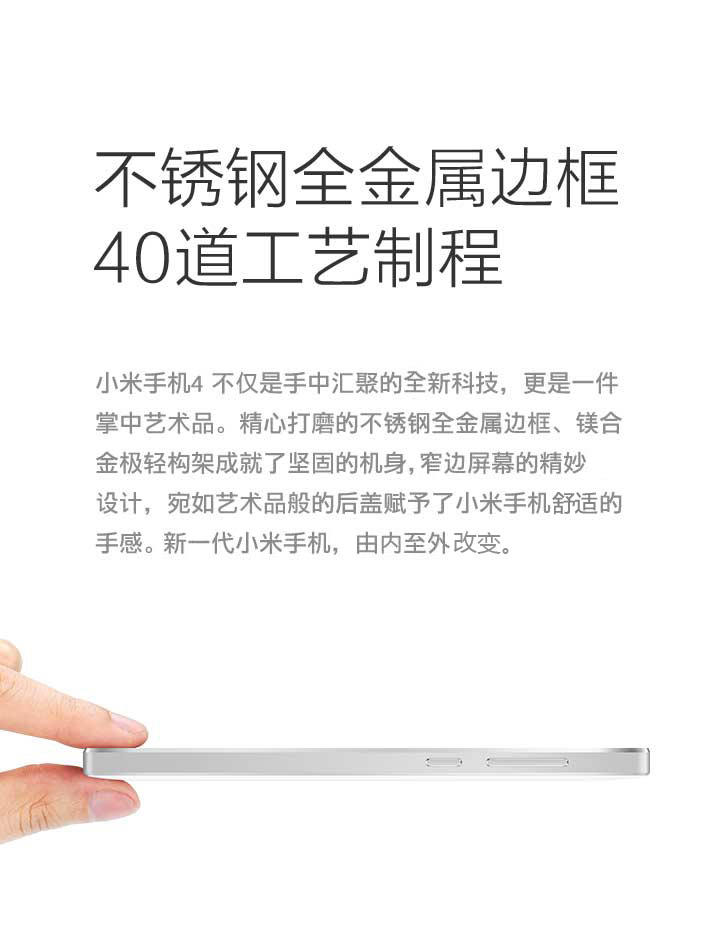 不锈钢全金属边框
40道工艺制程
小米手机4 不仅是手中汇聚的全新科技，更是一件
掌中艺术品。精心打磨的不锈钢全金属边框、镁合
金极轻构架成就了坚固的机身，窄边屏幕的精妙
设计，宛如艺术品般的后盖赋予了小米手机舒适的
手感。新一代小米手机，由内至外改变。